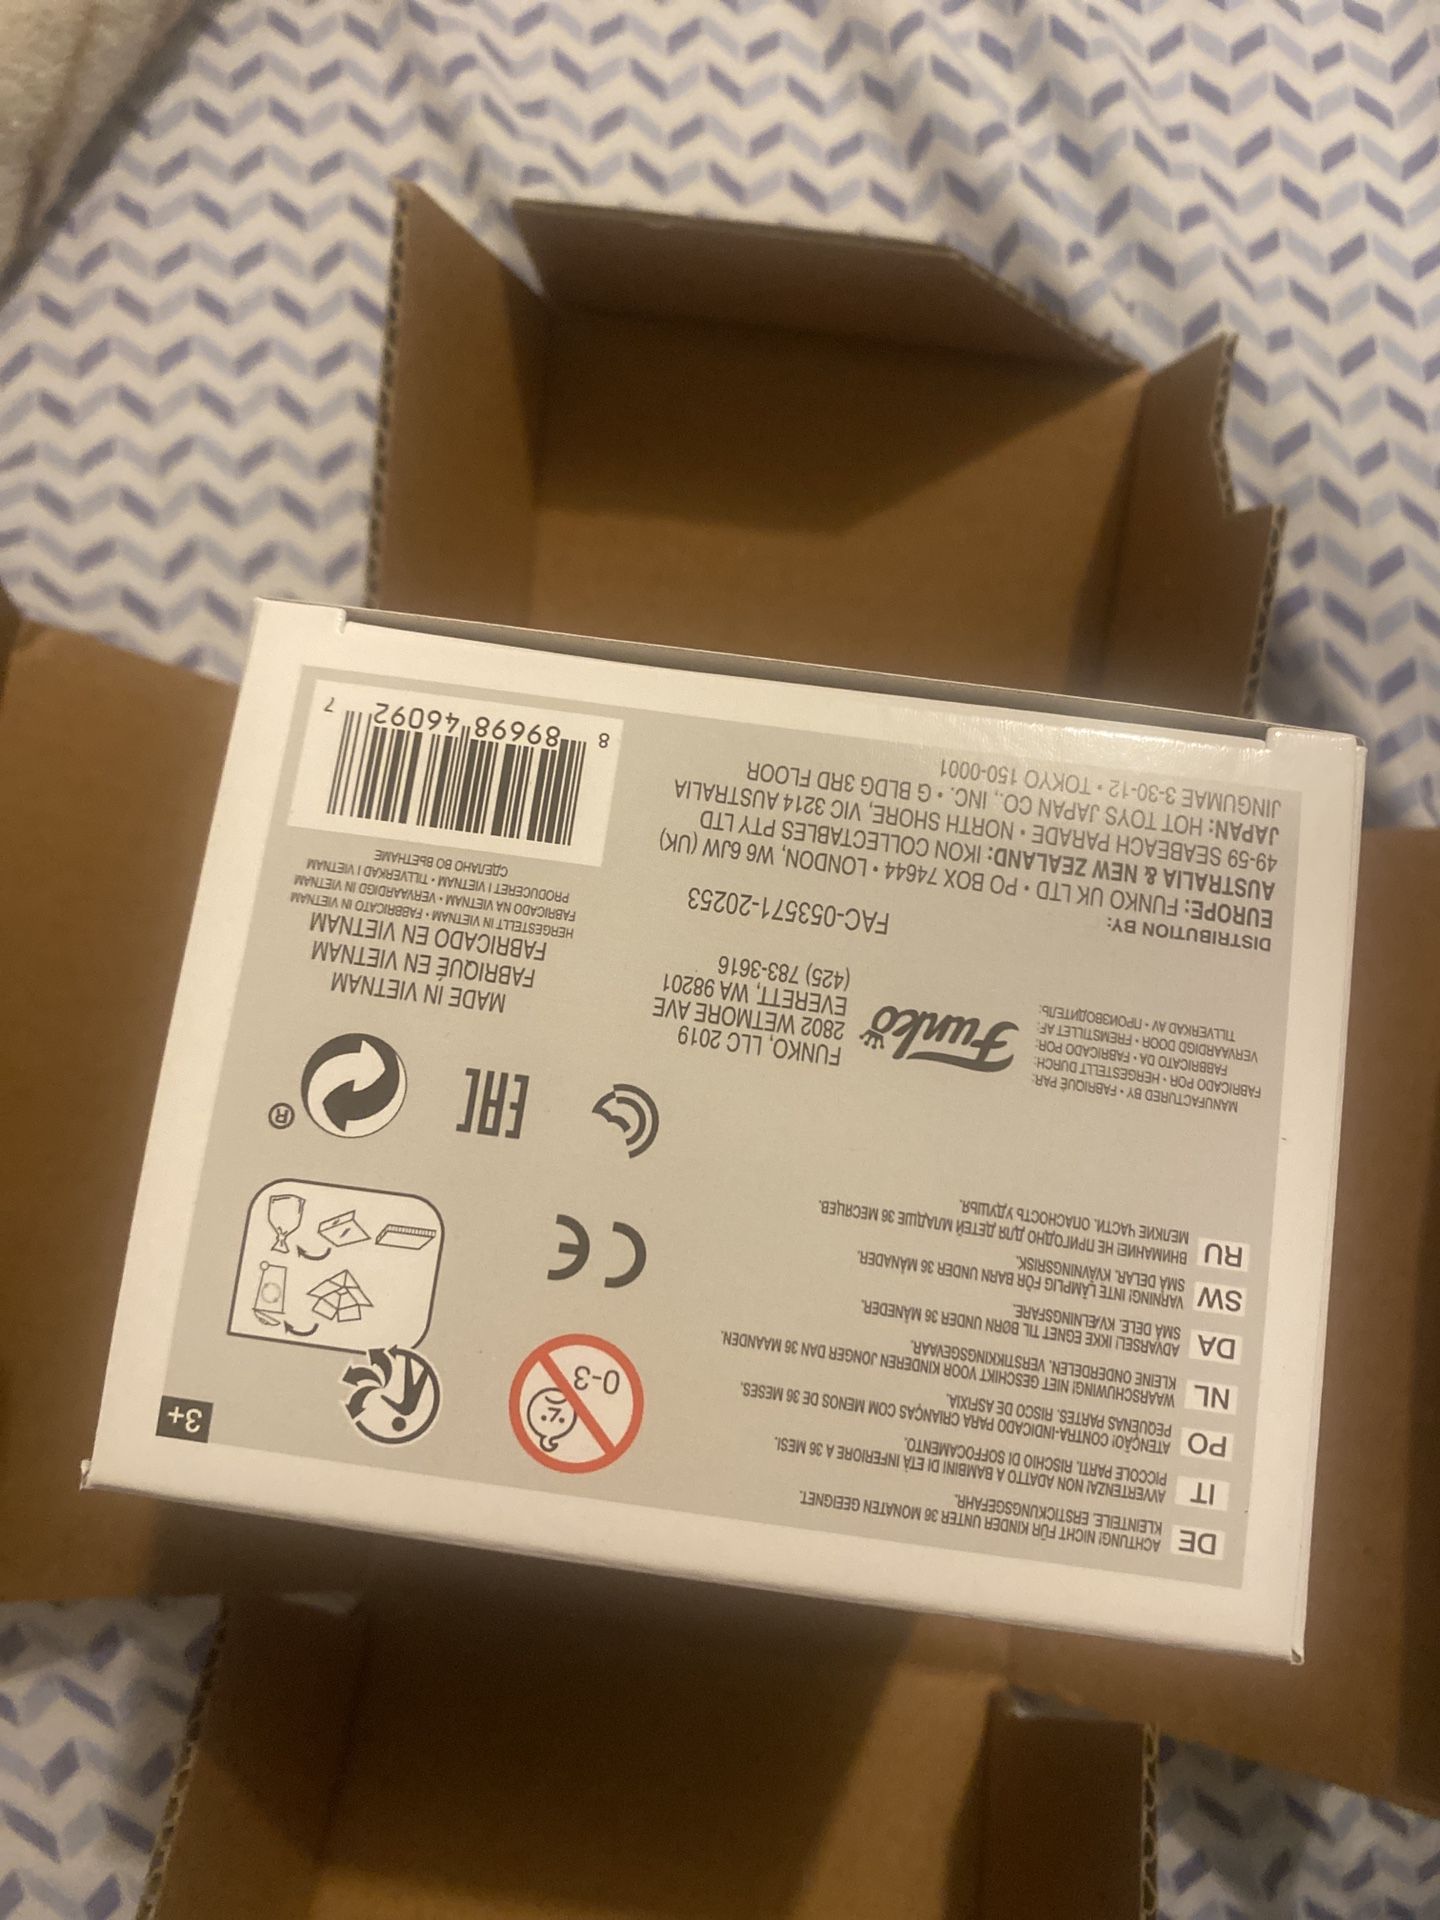 DE
ACHTUNG! NICHT FÜR KINDER UNTER 36 MONATEN GEEIGNET.
KLEINTEILE. ERSTICKUNGSGEFAHR.
IT
AVVERTENZA! NON ADATTO A BAMBINI DI ETÀ INFERIORE A 36 MESI.
PICCOLE PARTI. RISCHIO DI SOFFOCAMENTO.
PO
ATENÇÃO! CONTRA-INDICADO PARA CRIANÇAS COM MENOS DE 36 MESES.
PEQUENAS PARTES. RISCO DE ASFIXIA.
NL
WAARSCHUWING! NIET GESCHIKT VOOR KINDEREN JONGER DAN 36 MAANDEN.
KLEINE ONDERDELEN. VERSTIKKINGSGEVAAR.
DA
ADVARSEL! IKKE EGNET TIL BØRN UNDER 36 MÅNEDER.
SMÅ DELE. KVÆLNINGSFARE.
SW
VARNING! INTE LÄMPLIG FÖR BARN UNDER 36 MÅNADER.
SMÅ DELAR. KVÄVNINGSRISK.
RU
ВНИМАНИЕ! НЕ ПРИГОДНО ДЛЯ ДЕТЕЙ МЛАДШЕ 36 МЕСЯЦЕВ.
МЕЛКИЕ ЧАСТИ. ОПАСНОСТЬ УДУШЬЯ.
0-3
3+
CE
EAC
®
MANUFACTURED BY • FABRIQUÉ PAR:
FABRICADO POR • HERGESTELLT DURCH:
FABBRICATO DA • FABRICADO POR:
VERVAARDIGD DOOR • FREMSTILLET AF:
TILLVERKAD AV • ПРОИЗВОДИТЕЛЬ:
Funko
FUNKO, LLC 2019
2802 WETMORE AVE
EVERETT, WA 98201
(425) 783-3616
MADE IN VIETNAM
FABRIQUÉ EN VIETNAM
FABRICADO EN VIETNAM
HERGESTELLT IN VIETNAM • FABBRICATO IN VIETNAM
FABRICADO NA VIETNAM • VERVAARDIGD IN VIETNAM
PRODUCERET I VIETNAM • TILLVERKAD I VIETNAM
СДЕЛАНО ВО ВЬЕТНАМЕ
FAC-053571-20253
DISTRIBUTION BY:
EUROPE: FUNKO UK LTD • PO BOX 74644 • LONDON, W6 6JW (UK)
AUSTRALIA & NEW ZEALAND: IKON COLLECTABLES PTY LTD
49-59 SEABEACH PARADE • NORTH SHORE, VIC 3214 AUSTRALIA
JAPAN: HOT TOYS JAPAN CO., INC. • G BLDG 3RD FLOOR
JINGUMAE 3-30-12 • TOKYO 150-0001
8 89698 46092 7